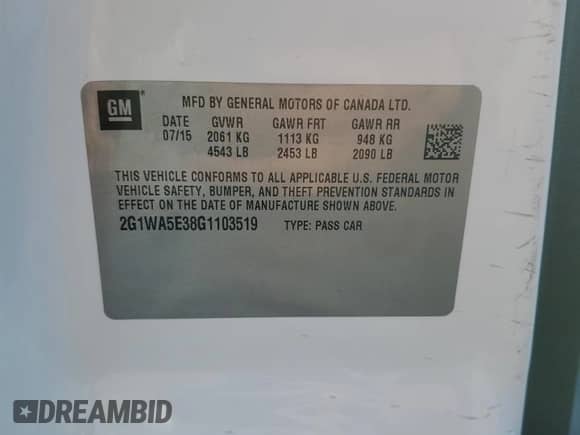 GM ®
MFD BY GENERAL MOTORS OF CANADA LTD.
DATE GVWR GAWR FRT GAWR RR
07/15 2061 KG 1113 KG 948 KG
4543 LB 2453 LB 2090 LB
THIS VEHICLE CONFORMS TO ALL APPLICABLE U.S. FEDERAL MOTOR
VEHICLE SAFETY, BUMPER, AND THEFT PREVENTION STANDARDS IN
EFFECT ON THE DATE OF MANUFACTURE SHOWN ABOVE.
2G1WA5E38G1103519 TYPE: PASS CAR
DREAMBID